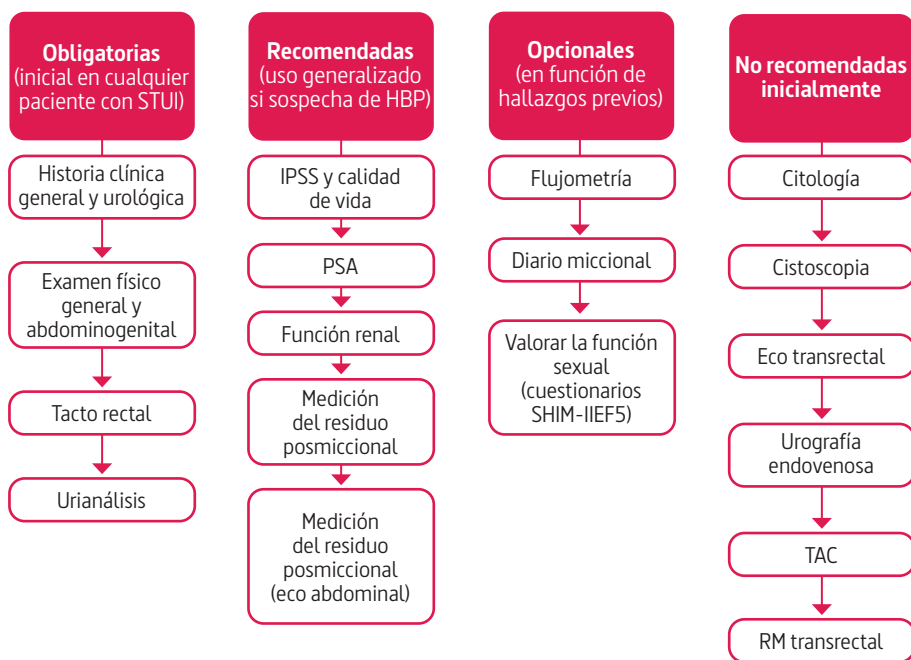 Obligatorias
(inicial en cualquier
paciente con STUI)
Historia clínica
general y urológica
Examen físico
general y
abdominogenital
Tacto rectal
Urianálisis
Recomendadas
(uso generalizado
si sospecha de HBP)
IPSS y calidad
de vida
PSA
Función renal
Medición
del residuo
posmiccional
Medición
del residuo
posmiccional
(eco abdominal)
Opcionales
(en función de
hallazgos previos)
Flujometría
Diario miccional
Valorar la función
sexual
(cuestionarios
SHIM-IIEF5)
No recomendadas
inicialmente
Citología
Cistoscopia
Eco transrectal
Urografía
endovenosa
TAC
RM transrectal